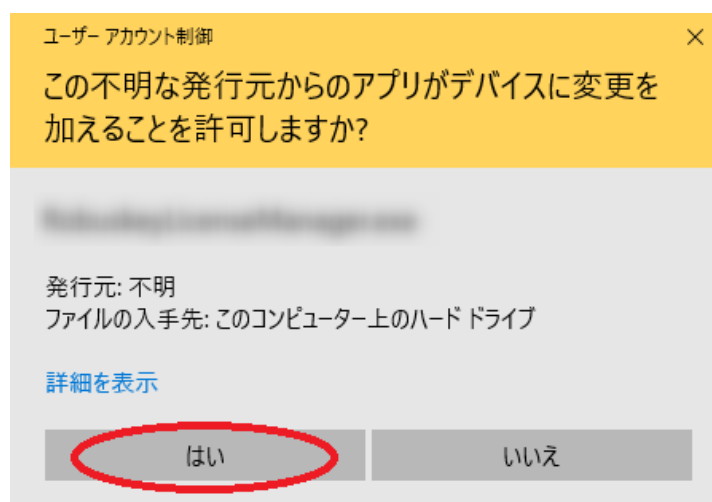 ユーザー アカウント制御
この不明な発行元からのアプリがデバイスに変更を
加えることを許可しますか?
発行元: 不明
ファイルの入手先: このコンピューター上のハード ドライブ
詳細を表示
はい
いいえ